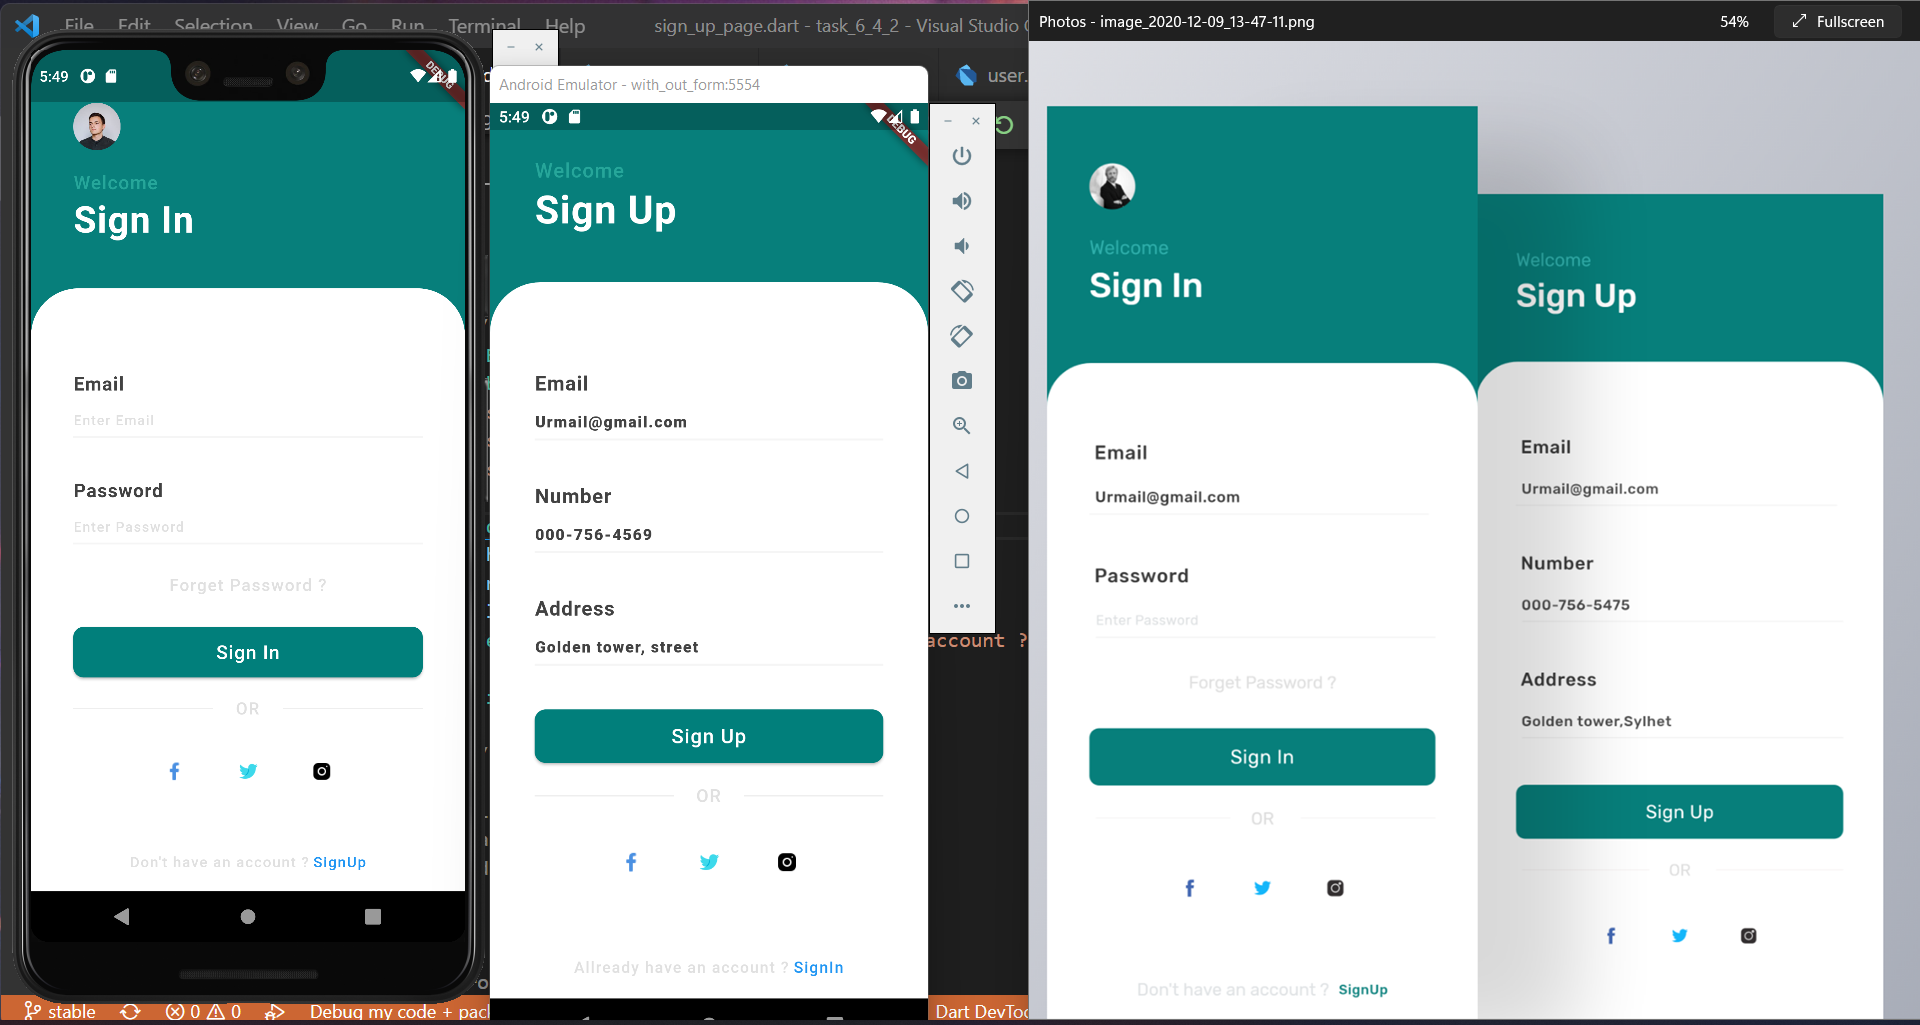 File Edit Selection View Go Run Terminal Help
sign_up_page.dart - task_6_4_2 - Visual Studio
user.
5:49
DEBUG
Welcome
Sign In
Email
Enter Email
Password
Enter Password
Forget Password ?
Sign In
OR
Don't have an account ? SignUp
Android Emulator - with_out_form:5554
5:49
DEBUG
Welcome
Sign Up
Email
Urmail@gmail.com
Number
000-756-4569
Address
Golden tower, street
Sign Up
OR
Allready have an account ? SignIn
account ?
stable
0 0
Debug my code +
Dart
Photos - image_2020-12-09_13-47-11.png
54%
Fullscreen
Welcome
Sign In
Email
Urmail@gmail.com
Password
Enter Password
Forget Password ?
Sign In
OR
Don't have an account ? SignUp
Welcome
Sign Up
Email
Urmail@gmail.com
Number
000-756-5475
Address
Golden tower,Sylhet
Sign Up
OR